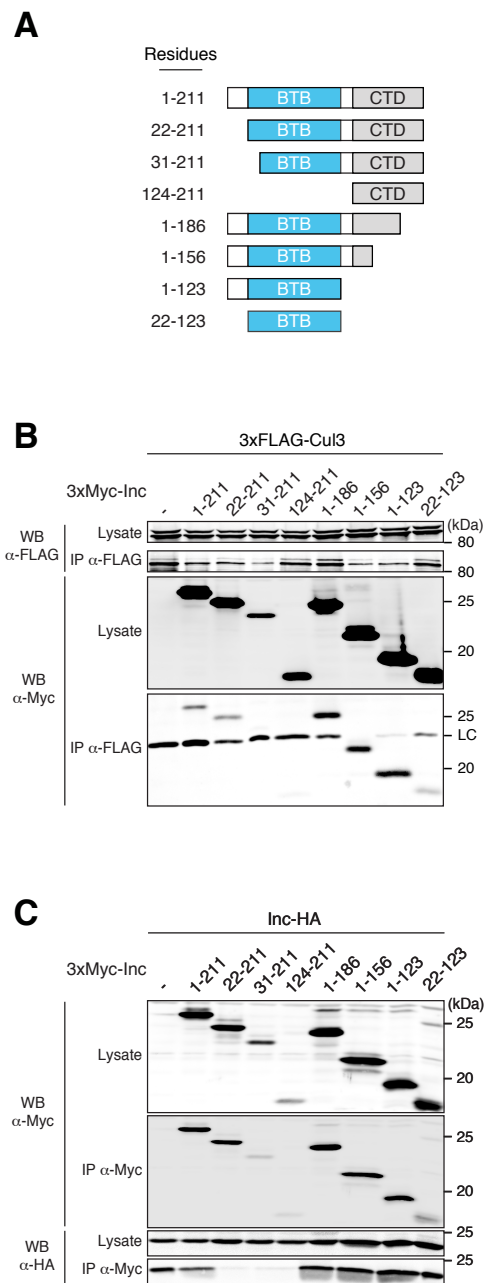 A
Residues
1-211 BTB CTD
22-211 BTB CTD
31-211 BTB CTD
124-211 CTD
1-186 BTB
1-156 BTB
1-123 BTB
22-123 BTB
B
3xFLAG-Cul3
3xMyc-Inc - 1-211 22-211 31-211 124-211 1-186 1-156 1-123 22-123
(kDa)
WB α-FLAG
Lysate 80
IP α-FLAG 80
WB α-Myc
Lysate 25
20
IP α-FLAG 25
LC
20
C
Inc-HA
3xMyc-Inc - 1-211 22-211 31-211 124-211 1-186 1-156 1-123 22-123
(kDa)
WB α-Myc
Lysate 25
20
IP α-Myc 25
20
WB α-HA
Lysate 25
IP α-Myc 25